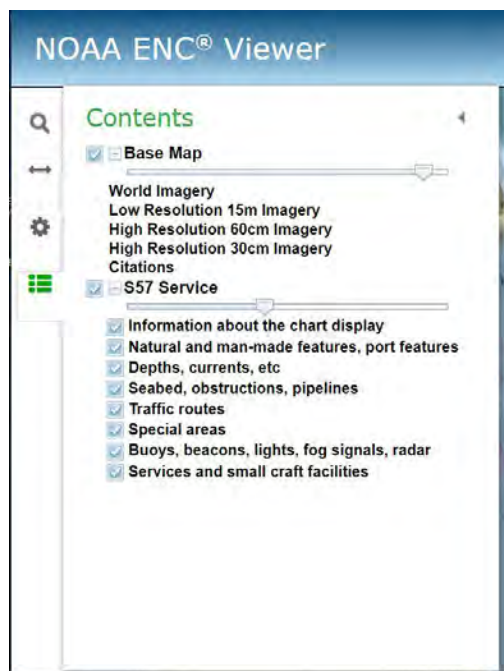 NOAA ENC® Viewer
Contents
Base Map
World Imagery
Low Resolution 15m Imagery
High Resolution 60cm Imagery
High Resolution 30cm Imagery
Citations
S57 Service
Information about the chart display
Natural and man-made features, port features
Depths, currents, etc
Seabed, obstructions, pipelines
Traffic routes
Special areas
Buoys, beacons, lights, fog signals, radar
Services and small craft facilities